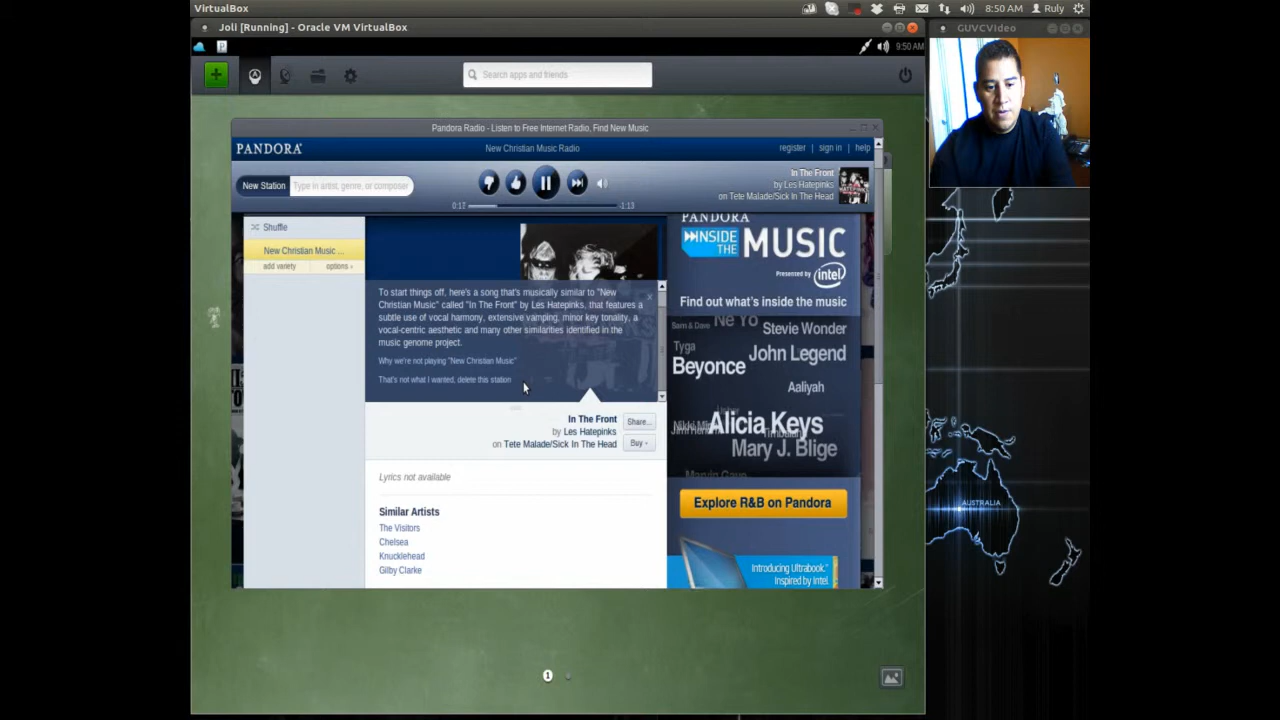 VirtualBox
8:50 AM Ruly
Joli [Running] - Oracle VM VirtualBox
GUVCVideo
9:50 AM
Search apps and friends
Pandora Radio - Listen to Free Internet Radio, Find New Music
PANDORA
New Christian Music Radio
register | sign in | help
New Station
Type in artist, genre, or composer
0:17
-1:13
In The Front
by Les Hatepinks
on Tete Malade/Sick In The Head
Shuffle
New Christian Music ...
add variety
options ›
To start things off, here's a song that's musically similar to "New
Christian Music" called "In The Front" by Les Hatepinks, that features a
subtle use of vocal harmony, extensive vamping, minor key tonality, a
vocal-centric aesthetic and many other similarities identified in the
music genome project.
Why we're not playing "New Christian Music"
That's not what I wanted, delete this station
In The Front
by Les Hatepinks
on Tete Malade/Sick In The Head
Share...
Buy
Lyrics not available
Similar Artists
The Visitors
Chelsea
Knucklehead
Gilby Clarke
PANDORA
INSIDE THE MUSIC
Presented by intel
Find out what's inside the music
Sam & Dave
Ne Yo
Stevie Wonder
Tyga
John Legend
Beyonce
Aaliyah
Usher
Nikki
Alicia Keys
Timbaland
Mary J. Blige
Marvin Gaye
Explore R&B on Pandora
Introducing Ultrabook.™
Inspired by Intel
1
AUSTRALIA